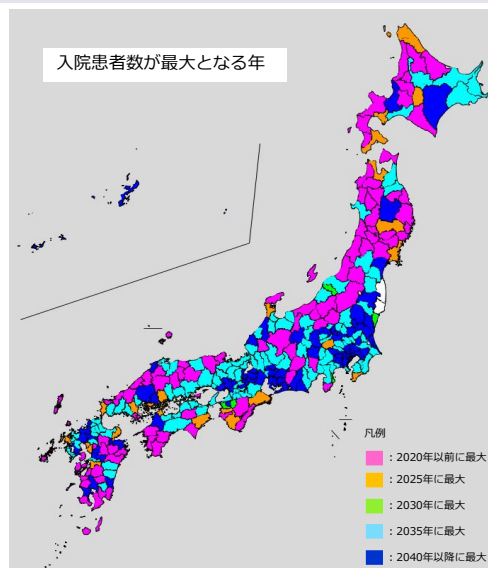 入院患者数が最大となる年
凡例
：2020年以前に最大
：2025年に最大
：2030年に最大
：2035年に最大
：2040年以降に最大